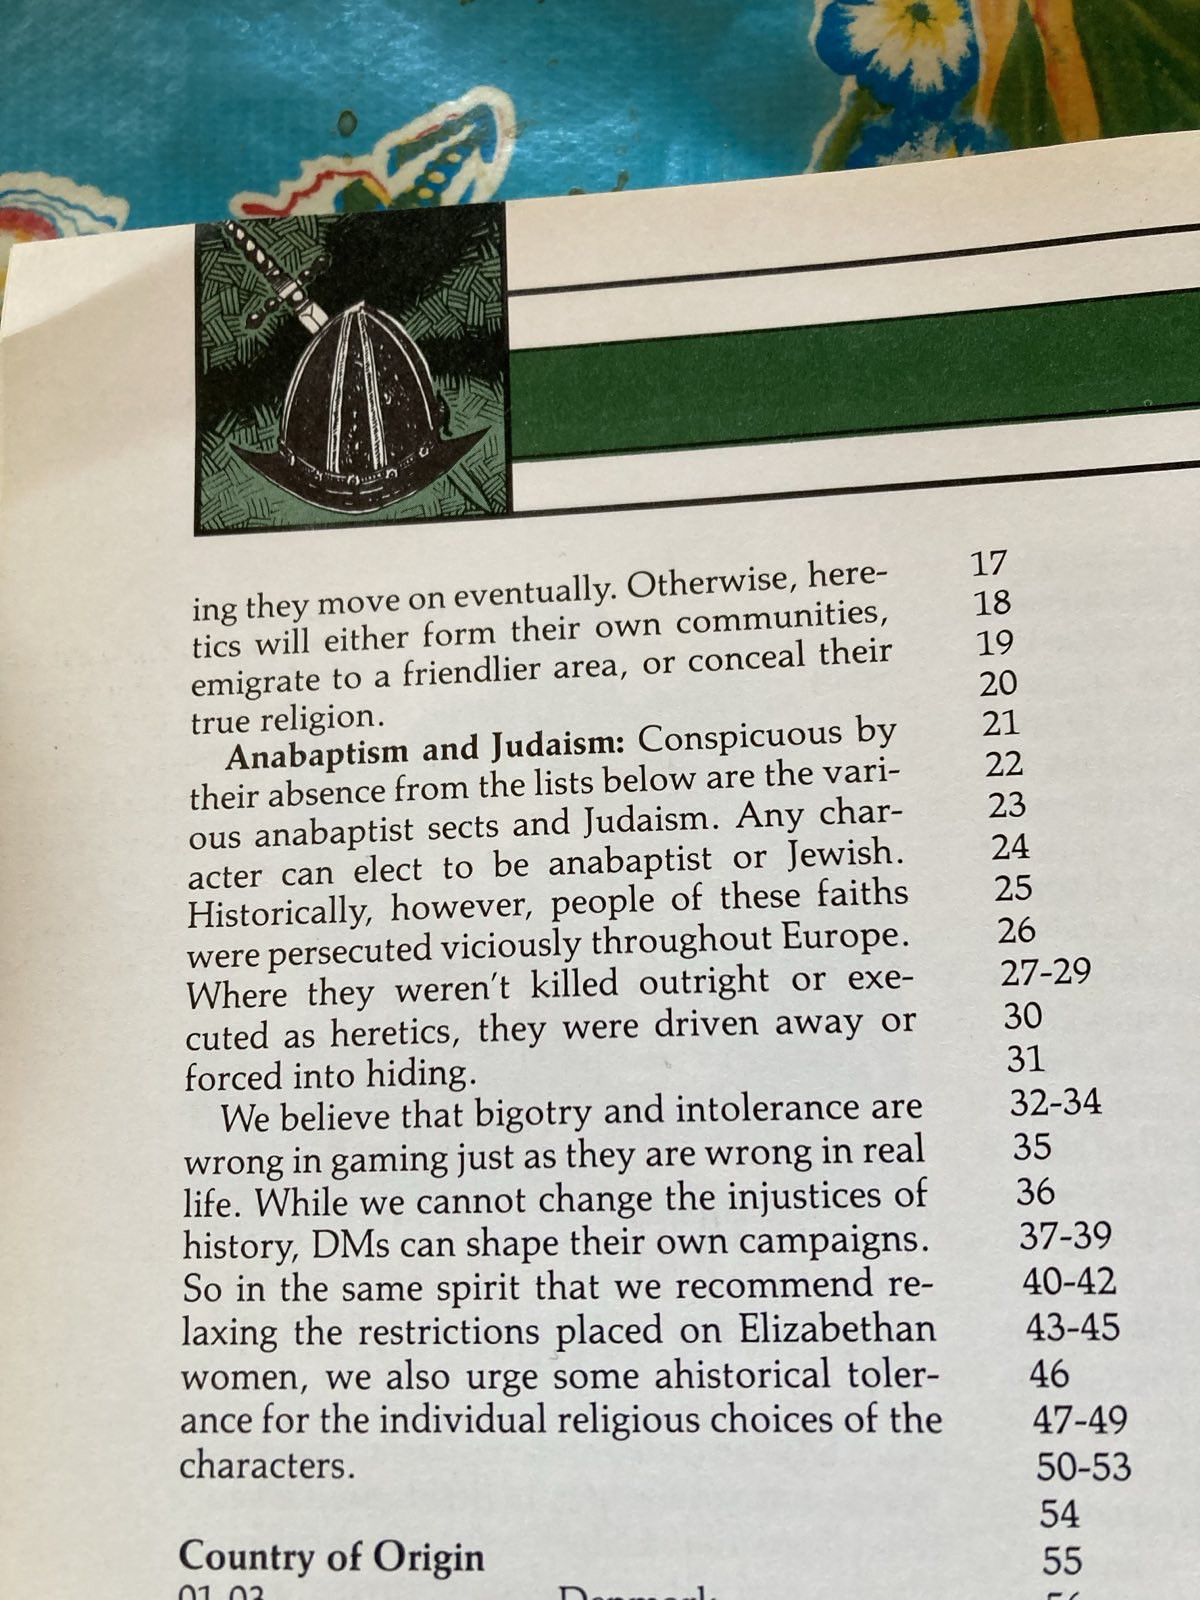 ing they move on eventually. Otherwise, here-
tics will either form their own communities,
emigrate to a friendlier area, or conceal their
true religion.
Anabaptism and Judaism: Conspicuous by
their absence from the lists below are the vari-
ous anabaptist sects and Judaism. Any char-
acter can elect to be anabaptist or Jewish.
Historically, however, people of these faiths
were persecuted viciously throughout Europe.
Where they weren't killed outright or exe-
cuted as heretics, they were driven away or
forced into hiding.
We believe that bigotry and intolerance are
wrong in gaming just as they are wrong in real
life. While we cannot change the injustices of
history, DMs can shape their own campaigns.
So in the same spirit that we recommend re-
laxing the restrictions placed on Elizabethan
women, we also urge some ahistorical toler-
ance for the individual religious choices of the
characters.
Country of Origin
01-03 Denmark
17
18
19
20
21
22
23
24
25
26
27-29
30
31
32-34
35
36
37-39
40-42
43-45
46
47-49
50-53
54
55